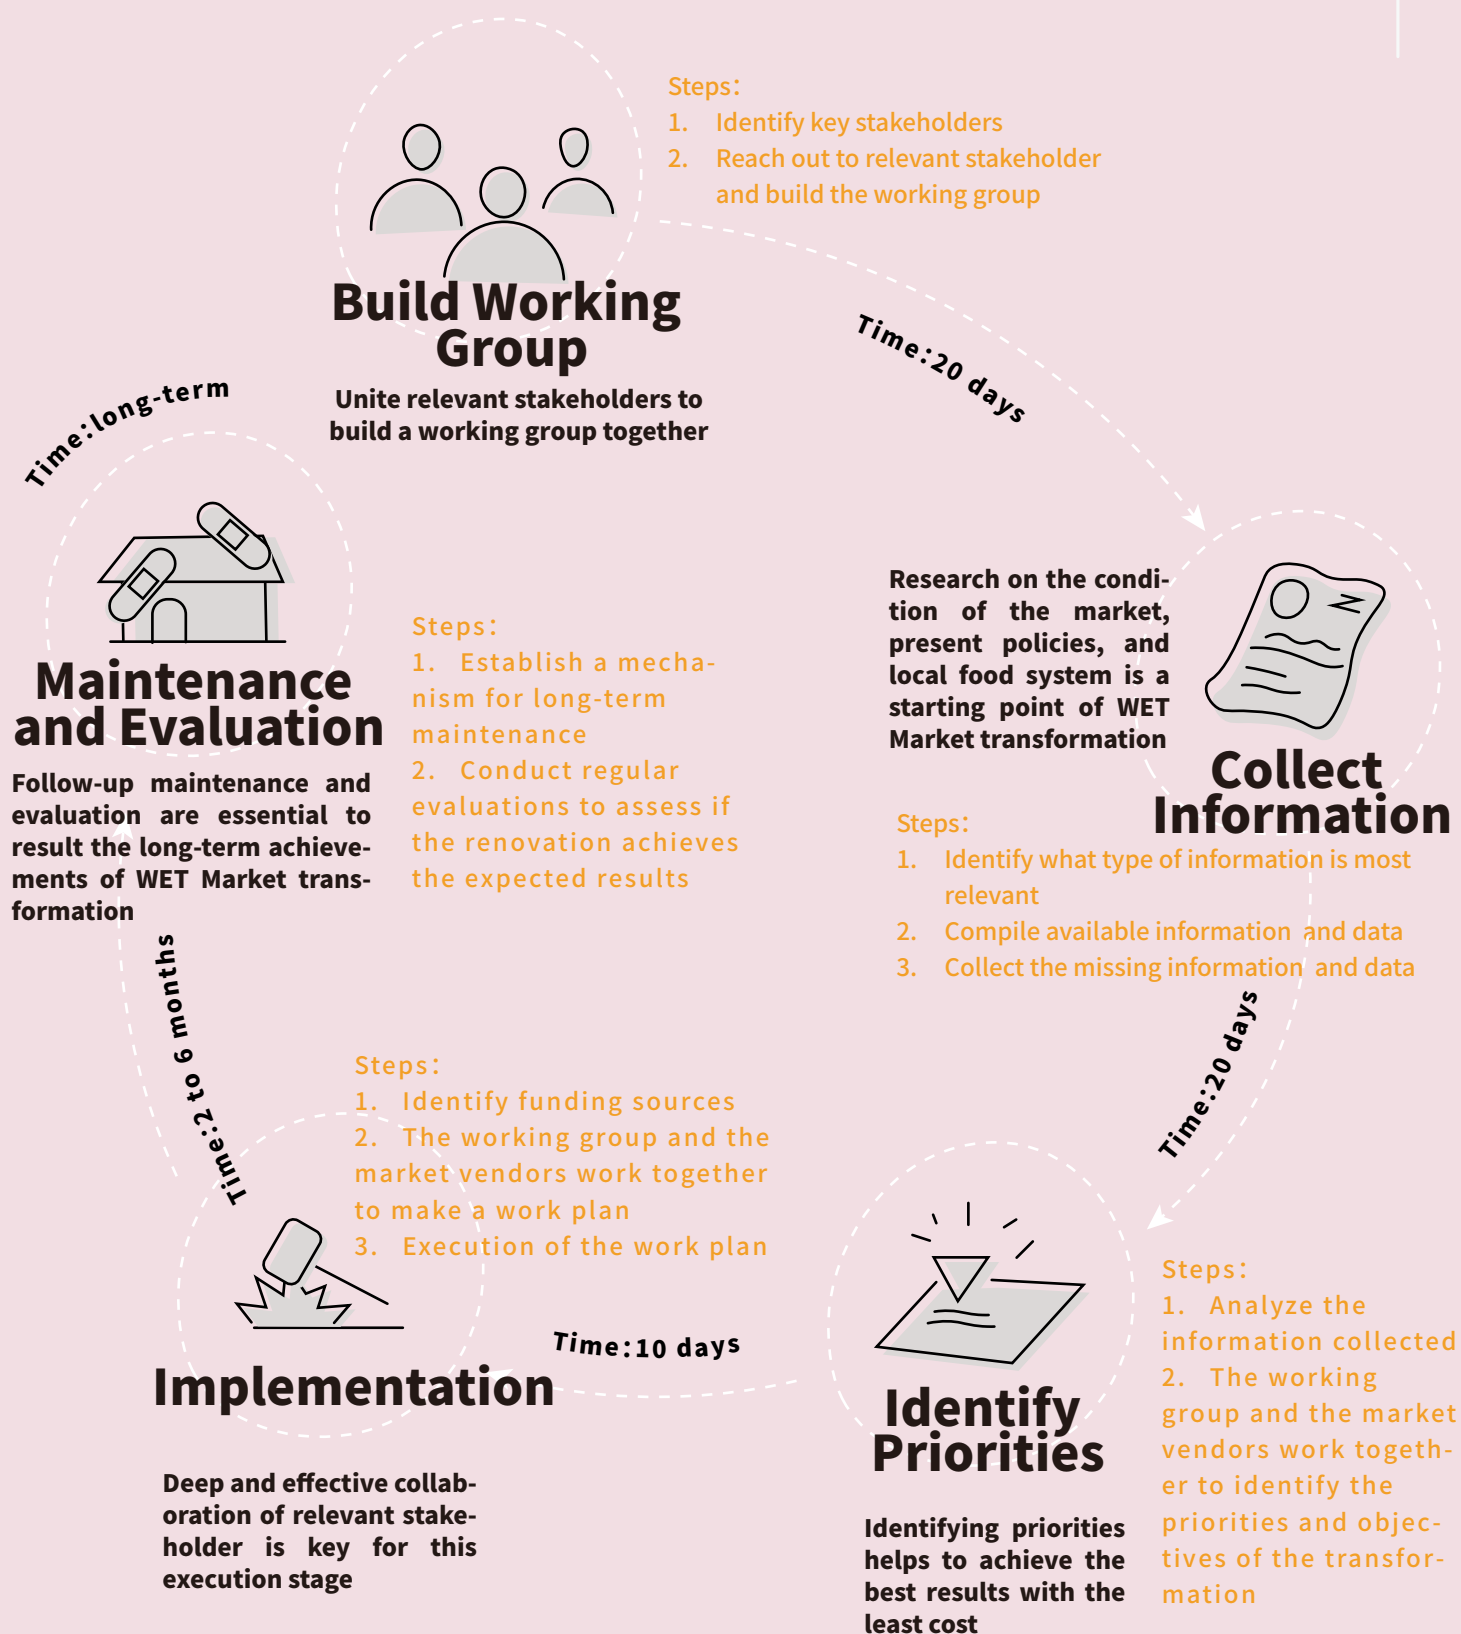 Steps：
1. Identify key stakeholders
2. Reach out to relevant stakeholder
and build the working group
Build Working
Group
Unite relevant stakeholders to
build a working group together
Time：20 days
Research on the condi-
tion of the market,
present policies, and
local food system is a
starting point of WET
Market transformation
Collect
Information
Steps：
1. Identify what type of information is most
relevant
2. Compile available information and data
3. Collect the missing information and data
Time：20 days
Identify
Priorities
Identifying priorities
helps to achieve the
best results with the
least cost
Steps：
1. Analyze the
information collected
2. The working
group and the market
vendors work togeth-
er to identify the
priorities and objec-
tives of the transfor-
mation
Time：10 days
Steps：
1. Identify funding sources
2. The working group and the
market vendors work together
to make a work plan
3. Execution of the work plan
Implementation
Deep and effective collab-
oration of relevant stake-
holder is key for this
execution stage
Time：2 to 6 months
Time：long-term
Maintenance
and Evaluation
Follow-up maintenance and
evaluation are essential to
result the long-term achieve-
ments of WET Market trans-
formation
Steps：
1. Establish a mecha-
nism for long-term
maintenance
2. Conduct regular
evaluations to assess if
the renovation achieves
the expected results